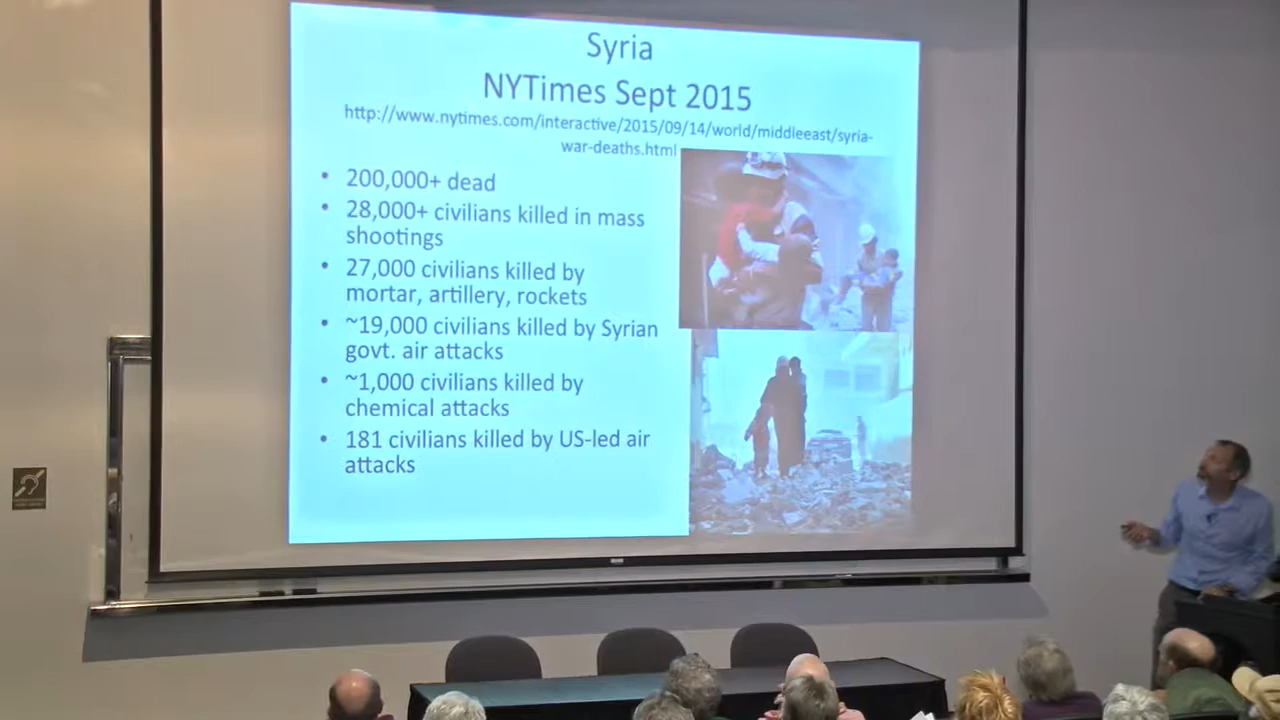 Syria
NYTimes Sept 2015
http://www.nytimes.com/interactive/2015/09/14/world/middleeast/syria-
war-deaths.html
• 200,000+ dead
• 28,000+ civilians killed in mass
shootings
• 27,000 civilians killed by
mortar, artillery, rockets
• ~19,000 civilians killed by Syrian
govt. air attacks
• ~1,000 civilians killed by
chemical attacks
• 181 civilians killed by US-led air
attacks